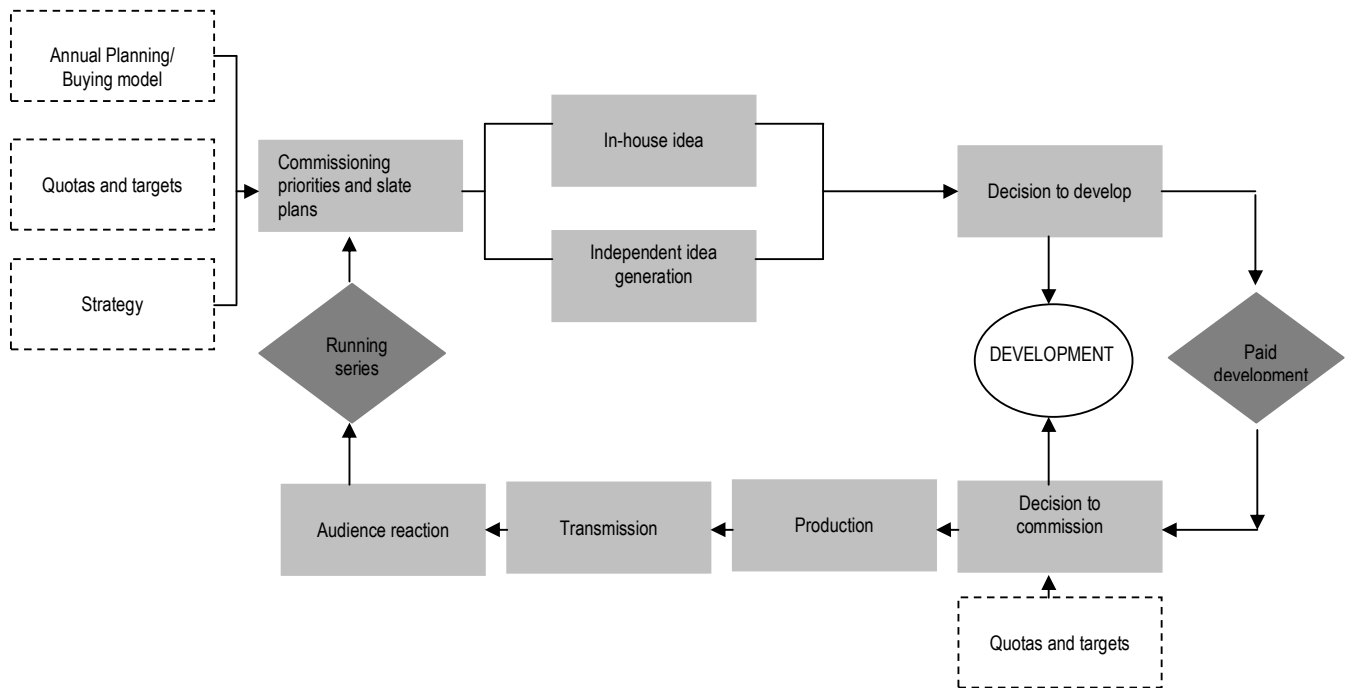 Annual Planning/
Buying model
Quotas and targets
Strategy
Commissioning
priorities and slate
plans
Running
series
In-house idea
Independent idea
generation
Decision to develop
DEVELOPMENT
Paid
development
Audience reaction
Transmission
Production
Decision to
commission
Quotas and targets